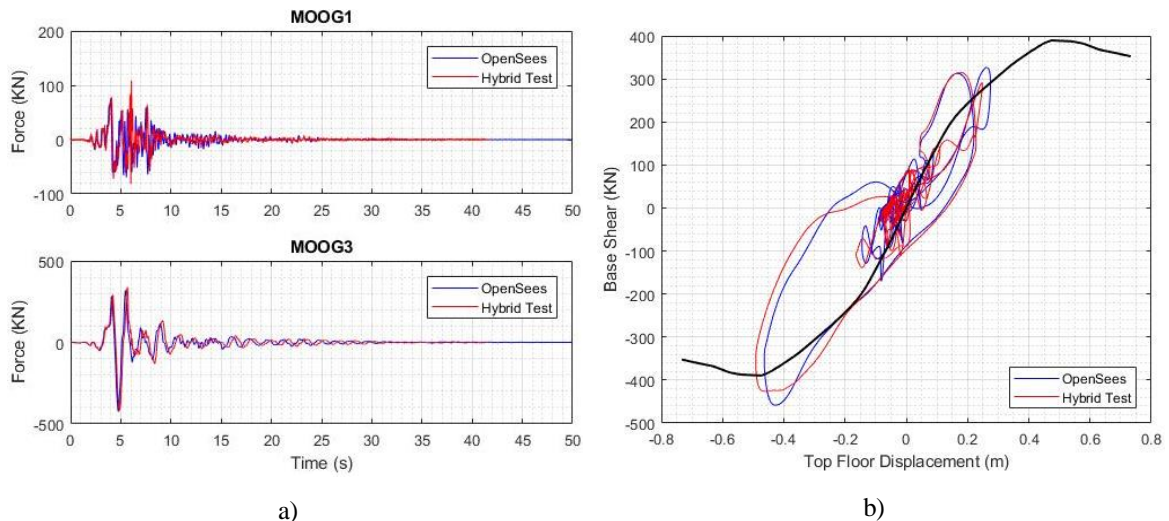 MOOG1
200
100
0
-100
Force (KN)
OpenSees
Hybrid Test
0 5 10 15 20 25 30 35 40 45 50
MOOG3
500
0
-500
Force (KN)
OpenSees
Hybrid Test
0 5 10 15 20 25 30 35 40 45 50
Time (s)
a)
400
300
200
100
0
-100
-200
-300
-400
-500
Base Shear (KN)
OpenSees
Hybrid Test
-0.8 -0.6 -0.4 -0.2 0 0.2 0.4 0.6 0.8
Top Floor Displacement (m)
b)